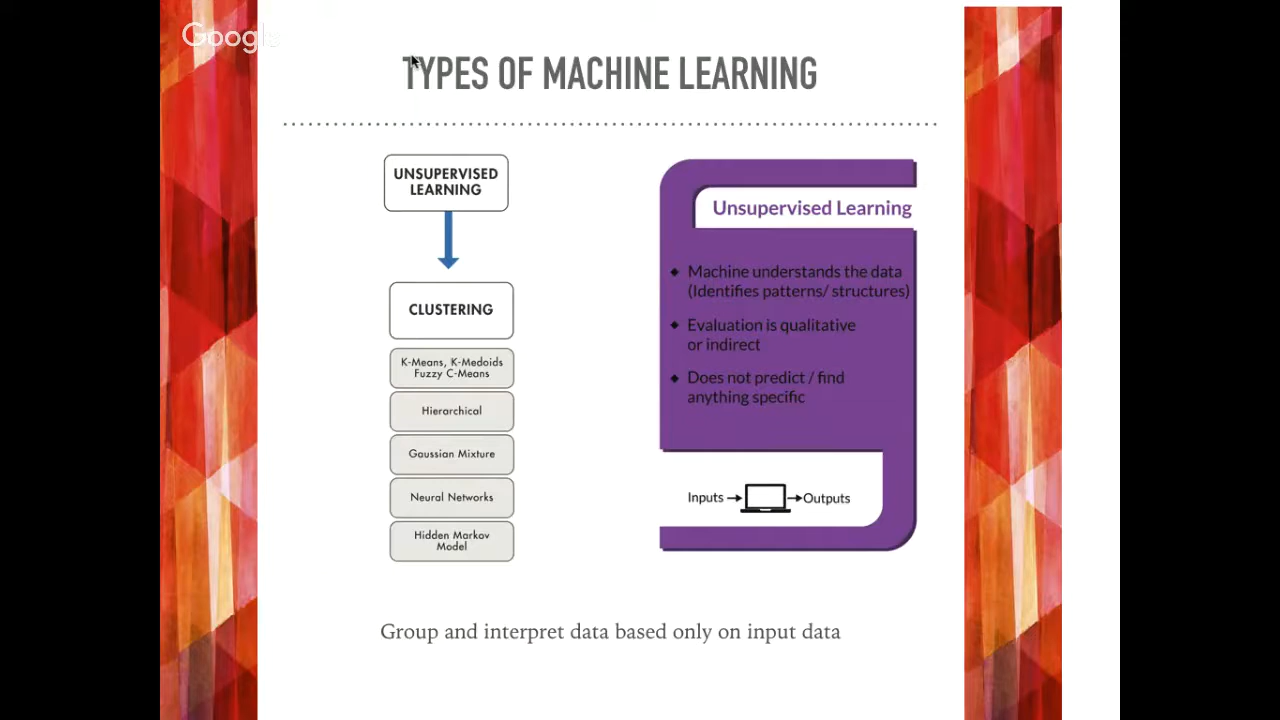 Google
TYPES OF MACHINE LEARNING
UNSUPERVISED
LEARNING
CLUSTERING
K-Means, K-Medoids
Fuzzy C-Means
Hierarchical
Gaussian Mixture
Neural Networks
Hidden Markov
Model
Unsupervised Learning
Machine understands the data
(Identifies patterns/ structures)
Evaluation is qualitative
or indirect
Does not predict / find
anything specific
Inputs
Outputs
Group and interpret data based only on input data